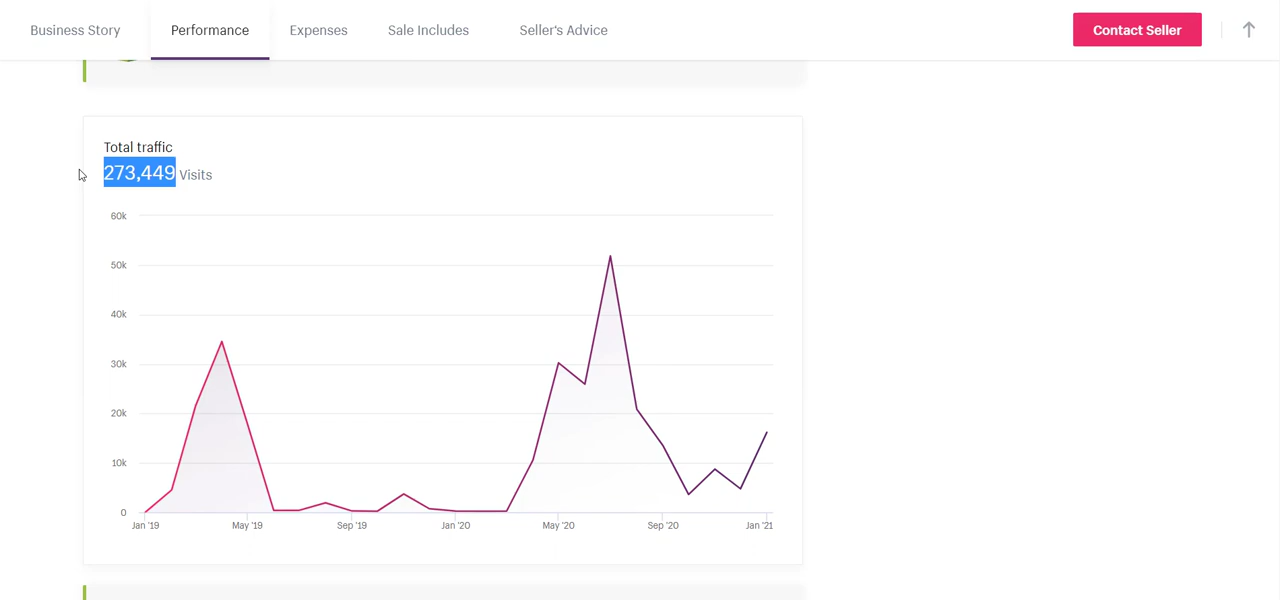 Business Story Performance Expenses Sale Includes Seller's Advice Contact Seller
Total traffic
273,449 Visits
60k
50k
40k
30k
20k
10k
0
Jan '19 May '19 Sep '19 Jan '20 May '20 Sep '20 Jan '21